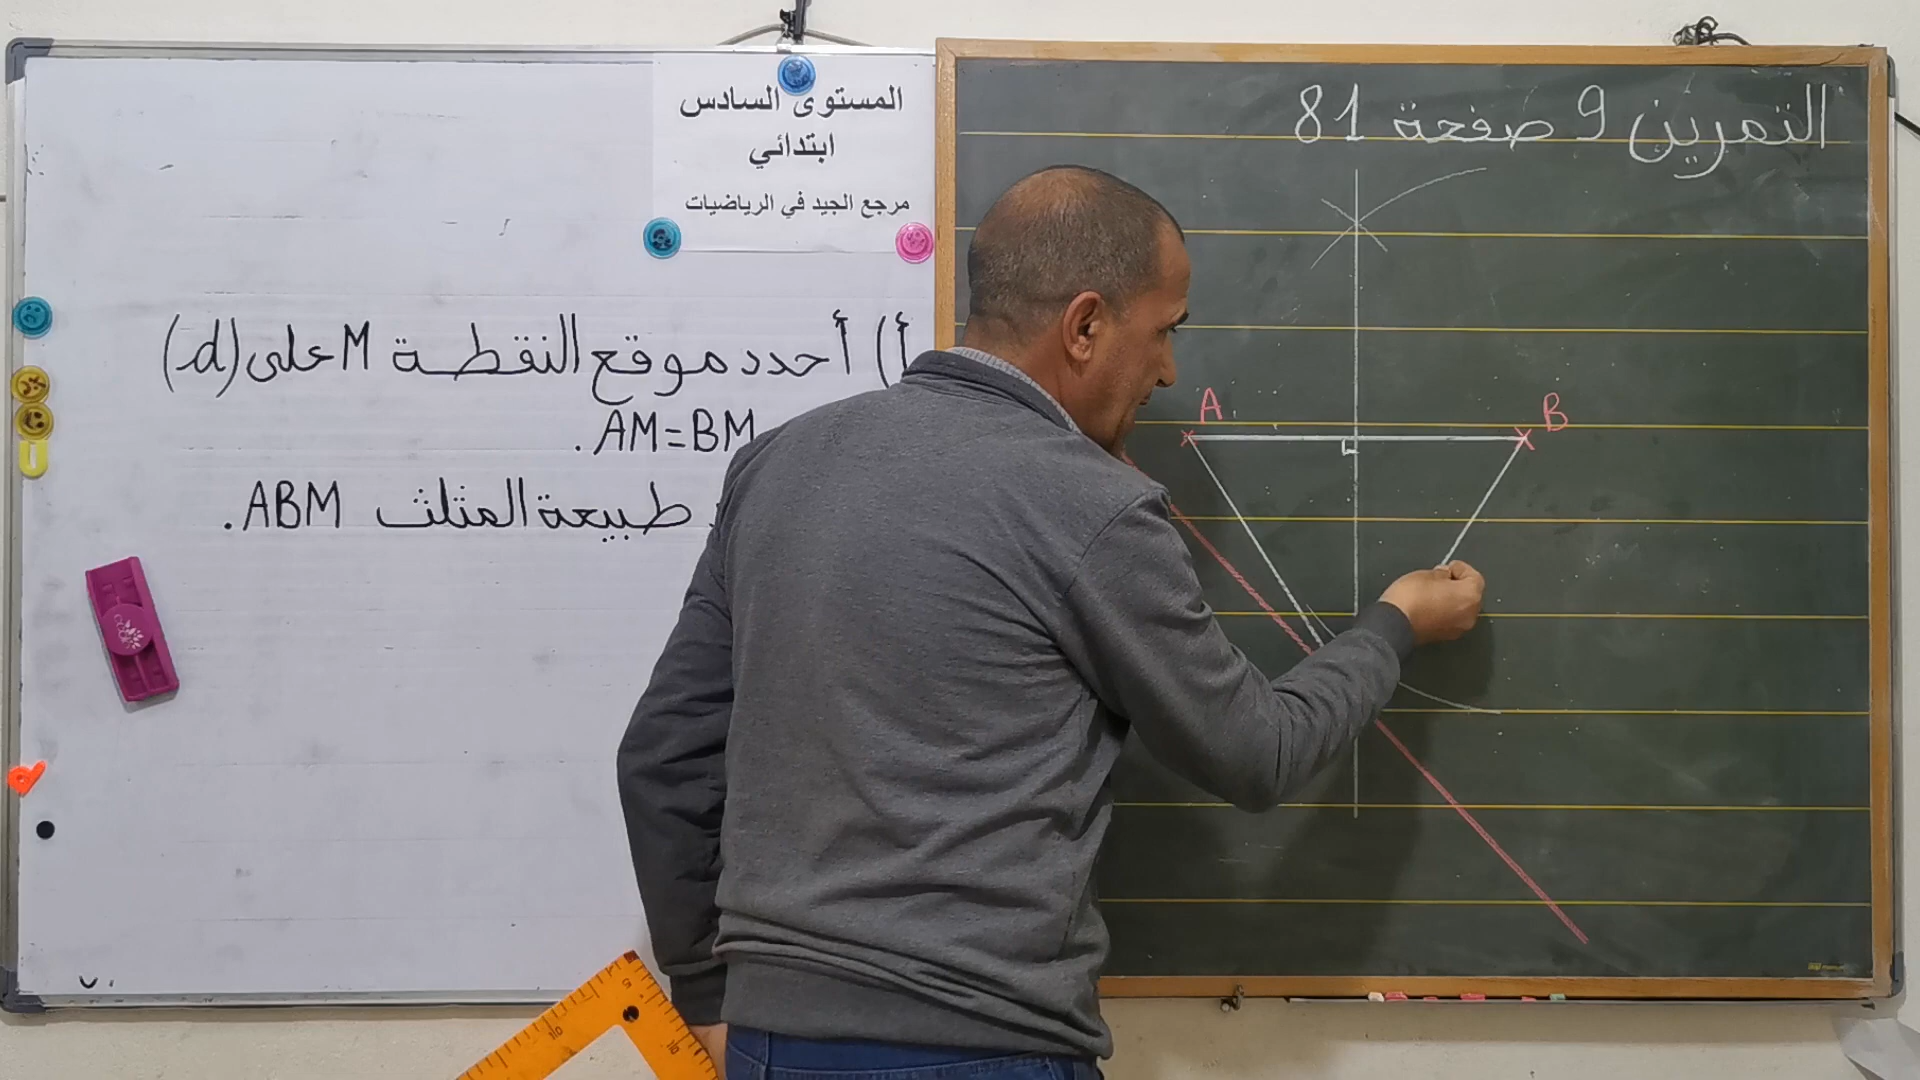 المستوى السادس
ابتدائي
مرجع الجيد في الرياضيات
أ) أحدد موقع النقطة M على (d)
AM=BM.
طبيعة المثلث ABM.
التمرين 9 صفحة 81
A
B